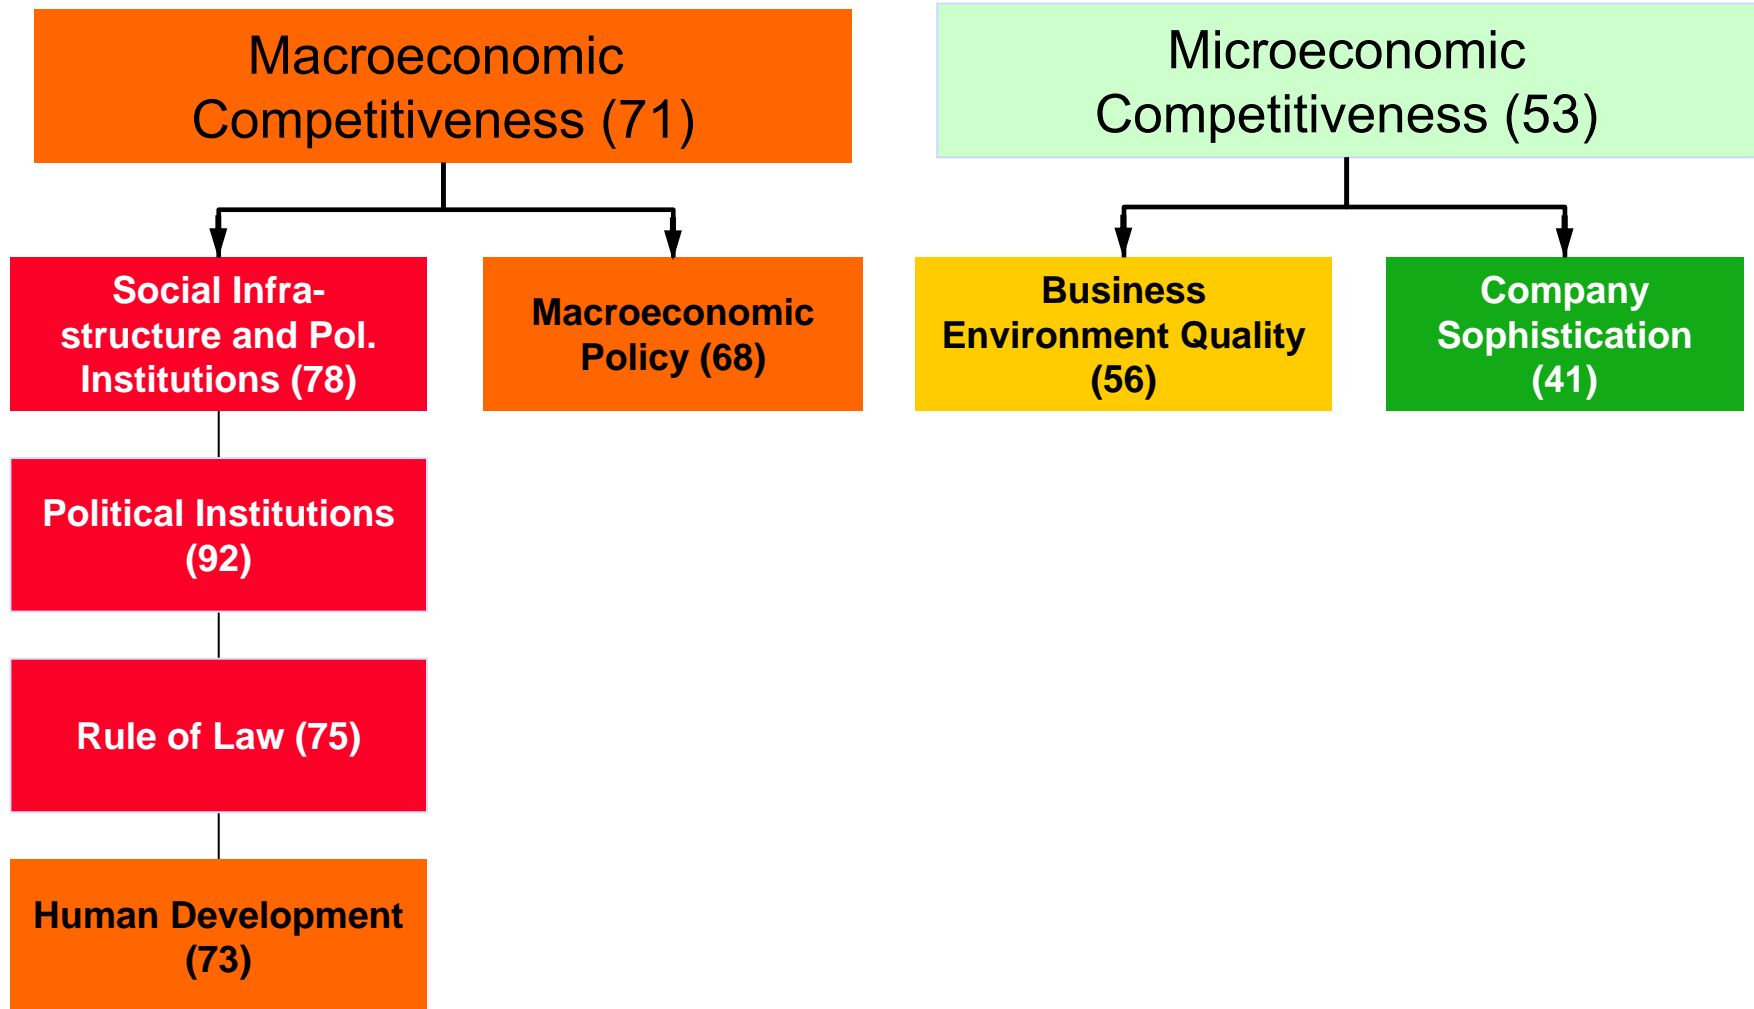 Macroeconomic
Competitiveness (71)
Microeconomic
Competitiveness (53)
Social Infra-
structure and Pol.
Institutions (78)
Macroeconomic
Policy (68)
Business
Environment Quality
(56)
Company
Sophistication
(41)
Political Institutions
(92)
Rule of Law (75)
Human Development
(73)